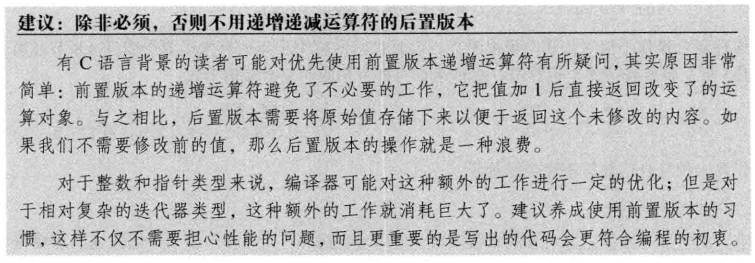 建议:除非必须,否则不用递增递减运算符的后置版本
有 C 语言背景的读者可能对优先使用前置版本递增运算符有所疑问,其实原因非常
简单:前置版本的递增运算符避免了不必要的工作,它把值加 1 后直接返回改变了的运
算对象。与之相比,后置版本需要将原始值存储下来以便于返回这个未修改的内容。如
果我们不需要修改前的值,那么后置版本的操作就是一种浪费。
对于整数和指针类型来说,编译器可能对这种额外的工作进行一定的优化;但是对
于相对复杂的迭代器类型,这种额外的工作就消耗巨大了。建议养成使用前置版本的习
惯,这样不仅不需要担心性能的问题,而且更重要的是写出的代码会更符合编程的初衷。